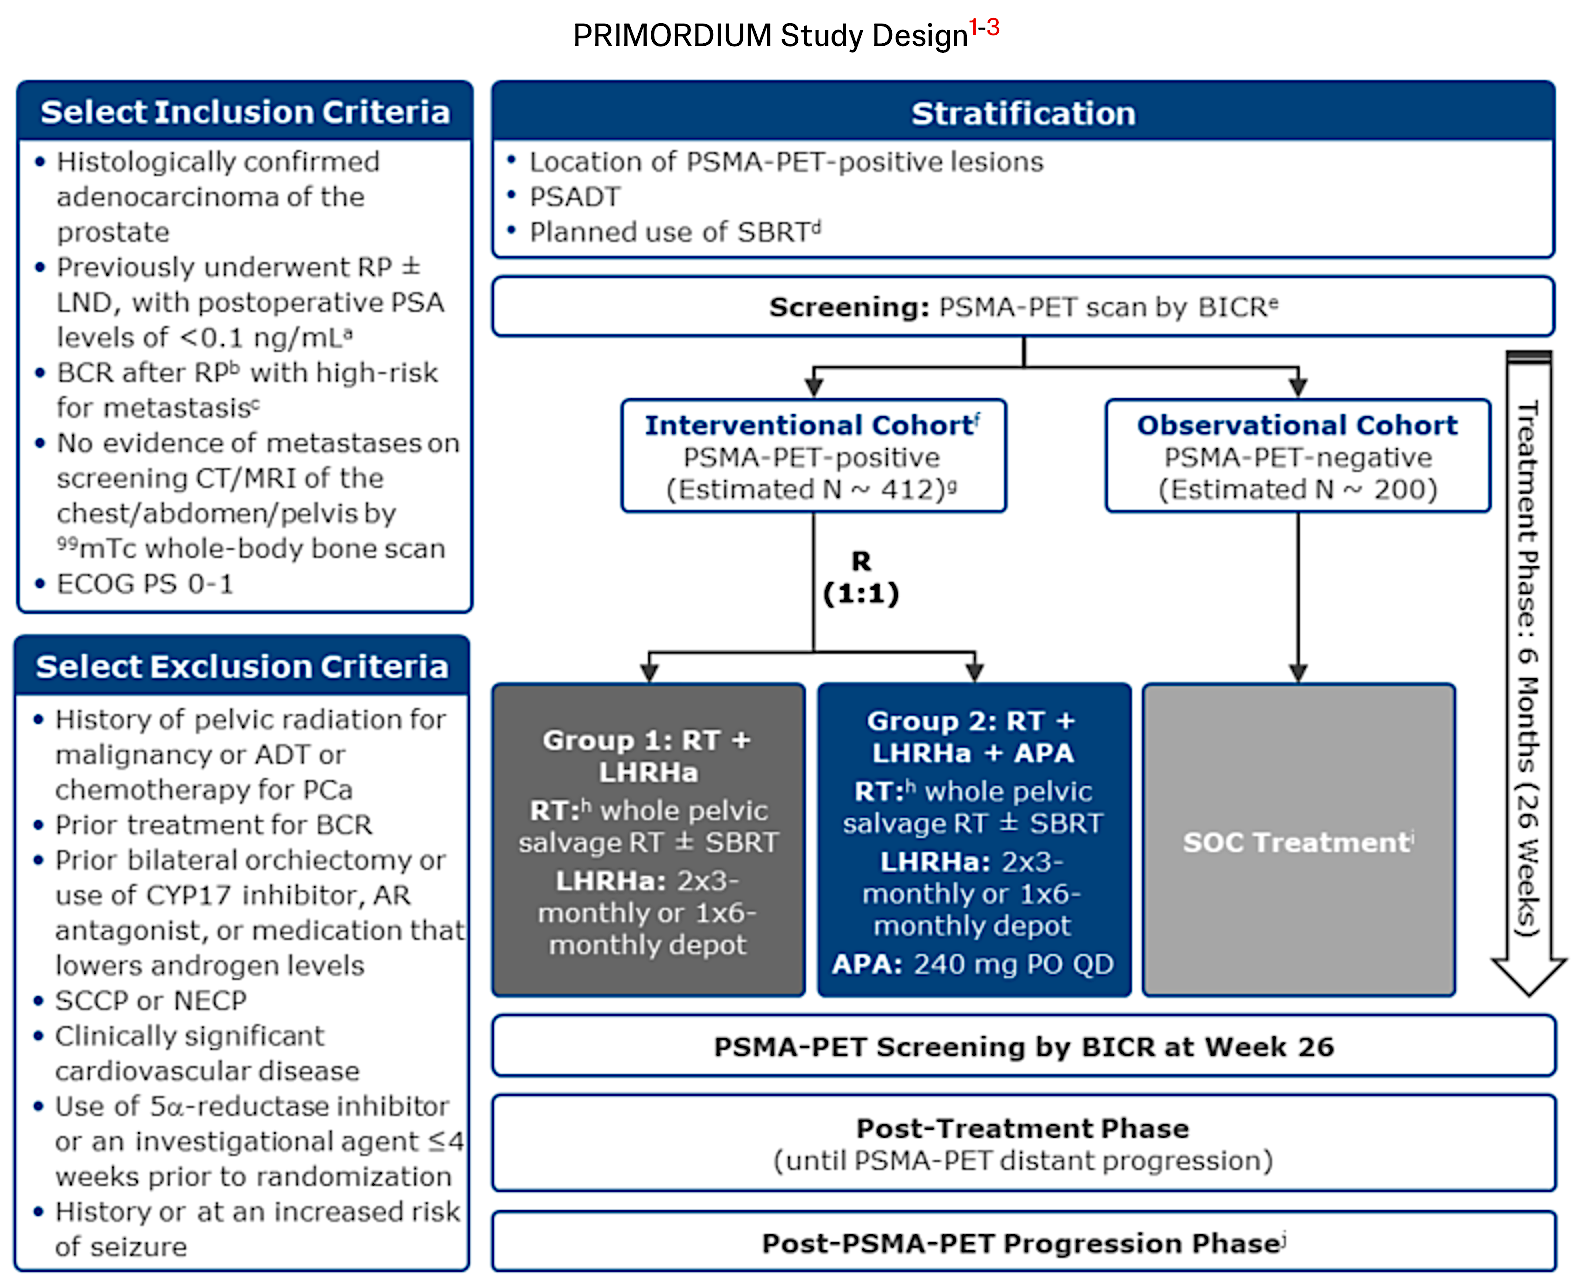 PRIMORDIUM Study Design1-3
Select Inclusion Criteria
• Histologically confirmed
adenocarcinoma of the
prostate
• Previously underwent RP ±
LND, with postoperative PSA
levels of <0.1 ng/mLa
• BCR after RPb with high-risk
for metastasisc
• No evidence of metastases on
screening CT/MRI of the
chest/abdomen/pelvis by
99mTc whole-body bone scan
• ECOG PS 0-1
Select Exclusion Criteria
• History of pelvic radiation for
malignancy or ADT or
chemotherapy for PCa
• Prior treatment for BCR
• Prior bilateral orchiectomy or
use of CYP17 inhibitor, AR
antagonist, or medication that
lowers androgen levels
• SCCP or NECP
• Clinically significant
cardiovascular disease
• Use of 5α-reductase inhibitor
or an investigational agent ≤4
weeks prior to randomization
• History or at an increased risk
of seizure
Stratification
• Location of PSMA-PET-positive lesions
• PSADT
• Planned use of SBRTd
Screening: PSMA-PET scan by BICRe
Interventional Cohortf
PSMA-PET-positive
(Estimated N ~ 412)g
Observational Cohort
PSMA-PET-negative
(Estimated N ~ 200)
R
(1:1)
Group 1: RT +
LHRHa
RT:h whole pelvic
salvage RT ± SBRT
LHRHa: 2x3-
monthly or 1x6-
monthly depot
Group 2: RT +
LHRHa + APA
RT:h whole pelvic
salvage RT ± SBRT
LHRHa: 2x3-
monthly or 1x6-
monthly depot
APA: 240 mg PO QD
SOC Treatmenti
Treatment Phase: 6 Months (26 Weeks)
PSMA-PET Screening by BICR at Week 26
Post-Treatment Phase
(until PSMA-PET distant progression)
Post-PSMA-PET Progression Phasej